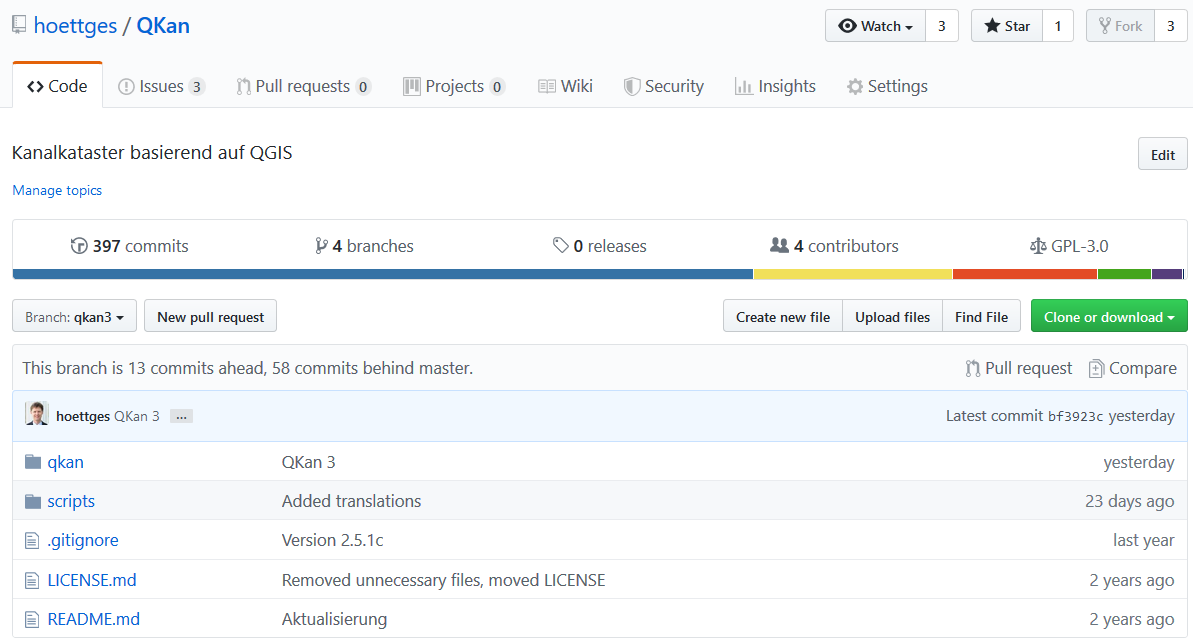 hoettges / QKan
Watch 3 Star 1 Fork 3
Code Issues 3 Pull requests 0 Projects 0 Wiki Security Insights Settings
Kanalkataster basierend auf QGIS
Edit
Manage topics
397 commits 4 branches 0 releases 4 contributors GPL-3.0
Branch: qkan3 New pull request Create new file Upload files Find File Clone or download
This branch is 13 commits ahead, 58 commits behind master. Pull request Compare
hoettges QKan 3 ... Latest commit bf3923c yesterday
qkan QKan 3 yesterday
scripts Added translations 23 days ago
.gitignore Version 2.5.1c last year
LICENSE.md Removed unnecessary files, moved LICENSE 2 years ago
README.md Aktualisierung 2 years ago